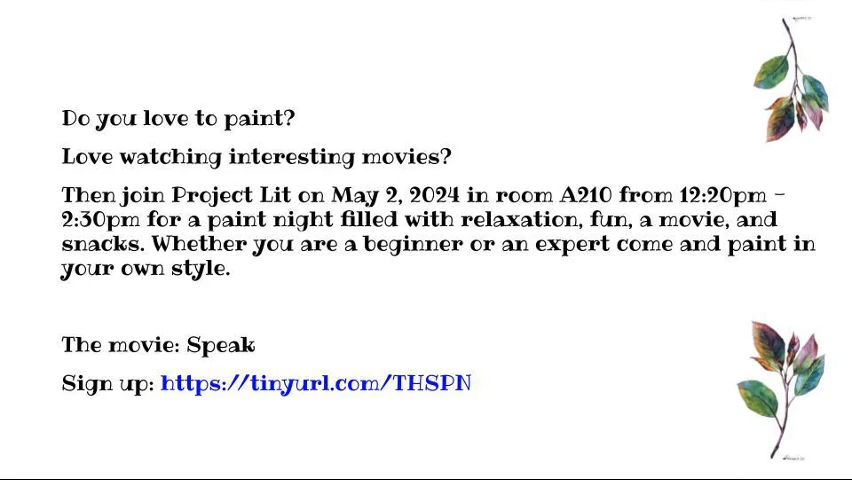 Do you love to paint?
Love watching interesting movies?
Then join Project Lit on May 2, 2024 in room A210 from 12:20pm –
2:30pm for a paint night filled with relaxation, fun, a movie, and
snacks. Whether you are a beginner or an expert come and paint in
your own style.
The movie: Speak
Sign up: https://tinyurl.com/THSPN